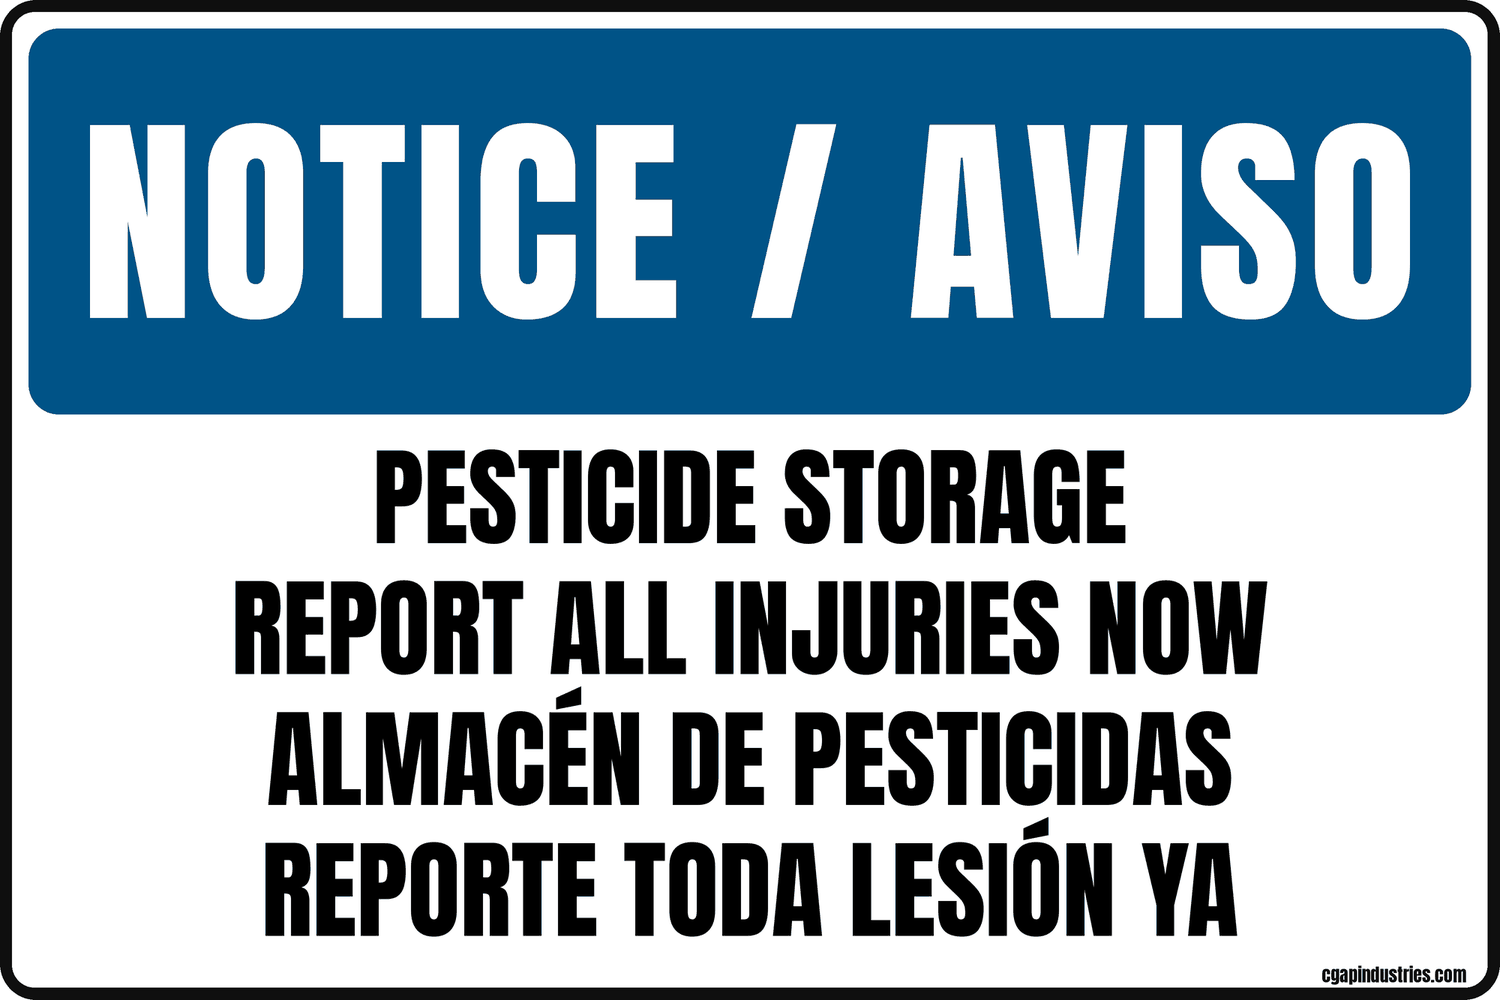 NOTICE / AVISO
PESTICIDE STORAGE
REPORT ALL INJURIES NOW
ALMACÉN DE PESTICIDAS
REPORTE TODA LESIÓN YA
cgapindustries.com